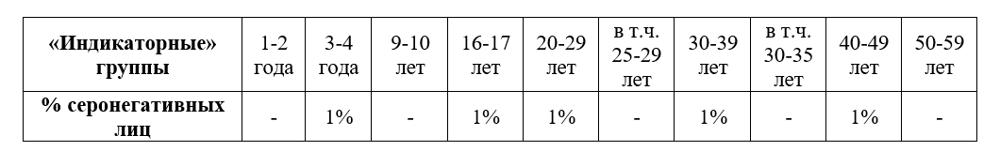 «Индикаторные» группы	1-2 года	3-4 года	9-10 лет	16-17 лет	20-29 лет	в т.ч. 25-29 лет	30-39 лет	в т.ч. 30-35 лет	40-49 лет	50-59 лет
% серонегативных лиц	-	1%	-	1%	1%	-	1%	-	1%	-